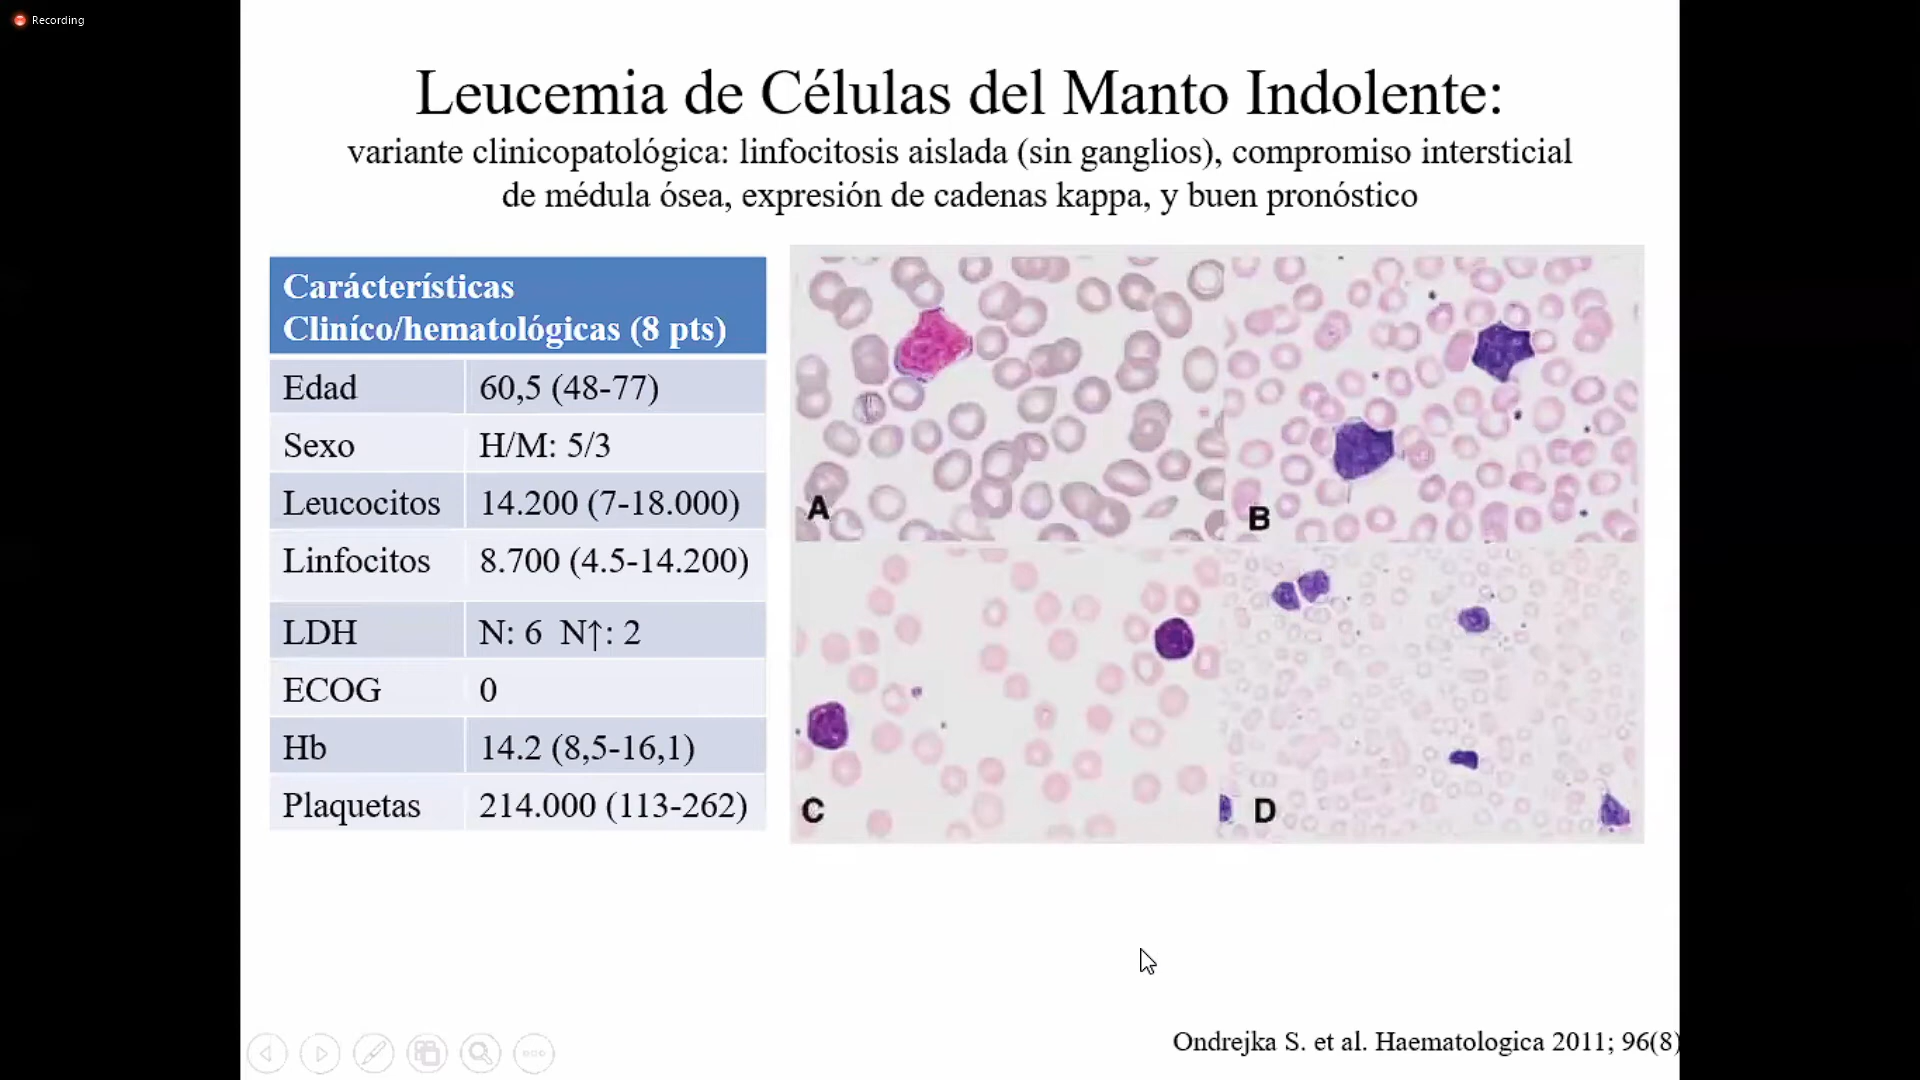 Recording
Leucemia de Células del Manto Indolente:
variante clinicopatológica: linfocitosis aislada (sin ganglios), compromiso intersticial
de médula ósea, expresión de cadenas kappa, y buen pronóstico
Carácterísticas
Cliníco/hematológicas (8 pts)
Edad 60,5 (48-77)
Sexo H/M: 5/3
Leucocitos 14.200 (7-18.000)
Linfocitos 8.700 (4.5-14.200)
LDH N: 6 N↑: 2
ECOG 0
Hb 14.2 (8,5-16,1)
Plaquetas 214.000 (113-262)
A
B
C
D
Ondrejka S. et al. Haematologica 2011; 96(8)